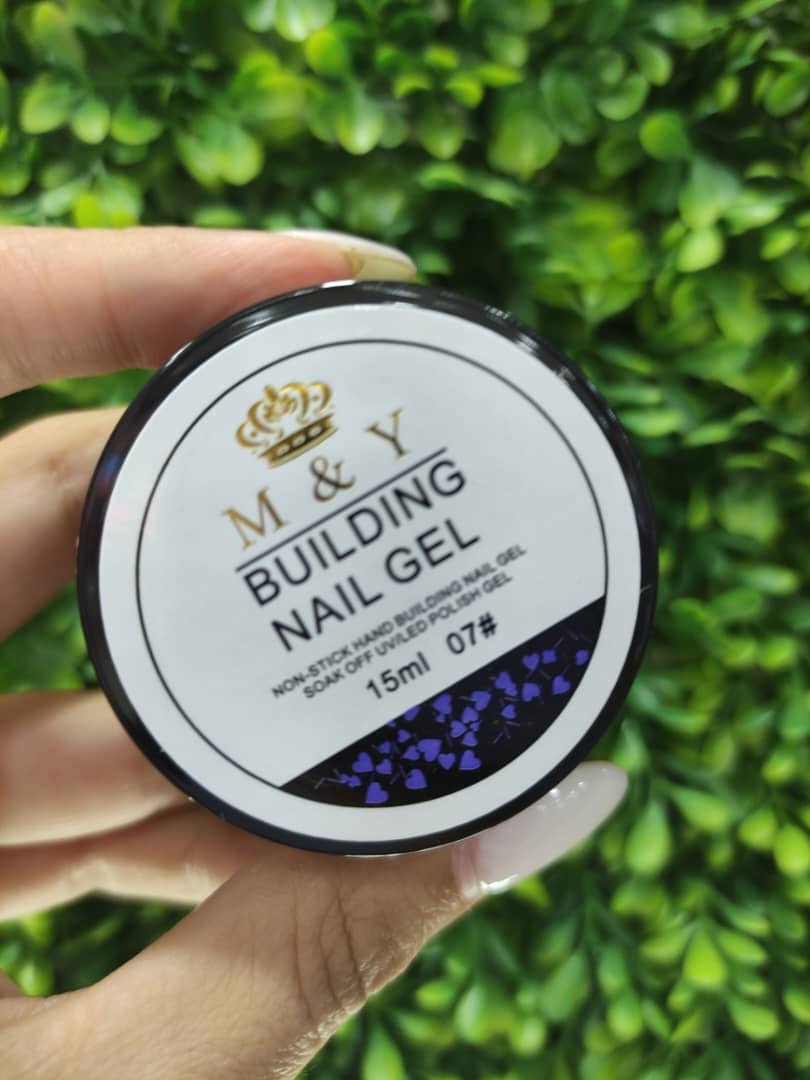 M & Y
BUILDING
NAIL GEL
NON-STICK HAND BUILDING NAIL GEL
SOAK OFF UV/LED POLISH GEL
15ml 07#